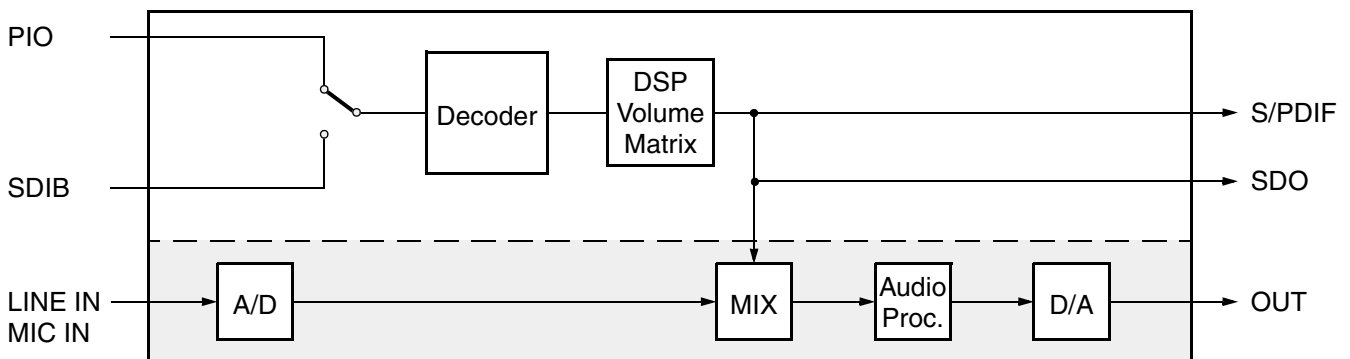 PIO
SDIB
LINE IN
MIC IN
Decoder
DSP
Volume
Matrix
S/PDIF
SDO
A/D
MIX
Audio
Proc.
D/A
OUT